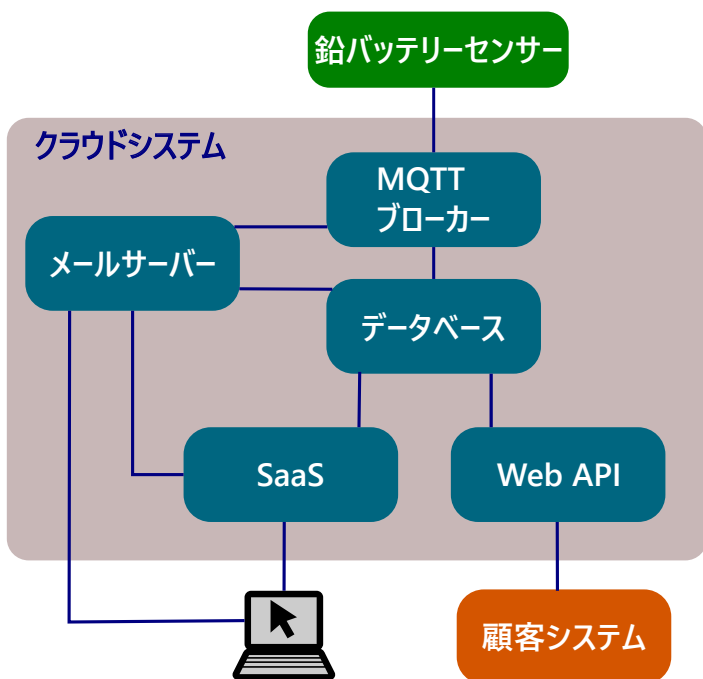 鉛バッテリーセンサー
クラウドシステム
MQTT
ブローカー
メールサーバー
データベース
SaaS
Web API
顧客システム